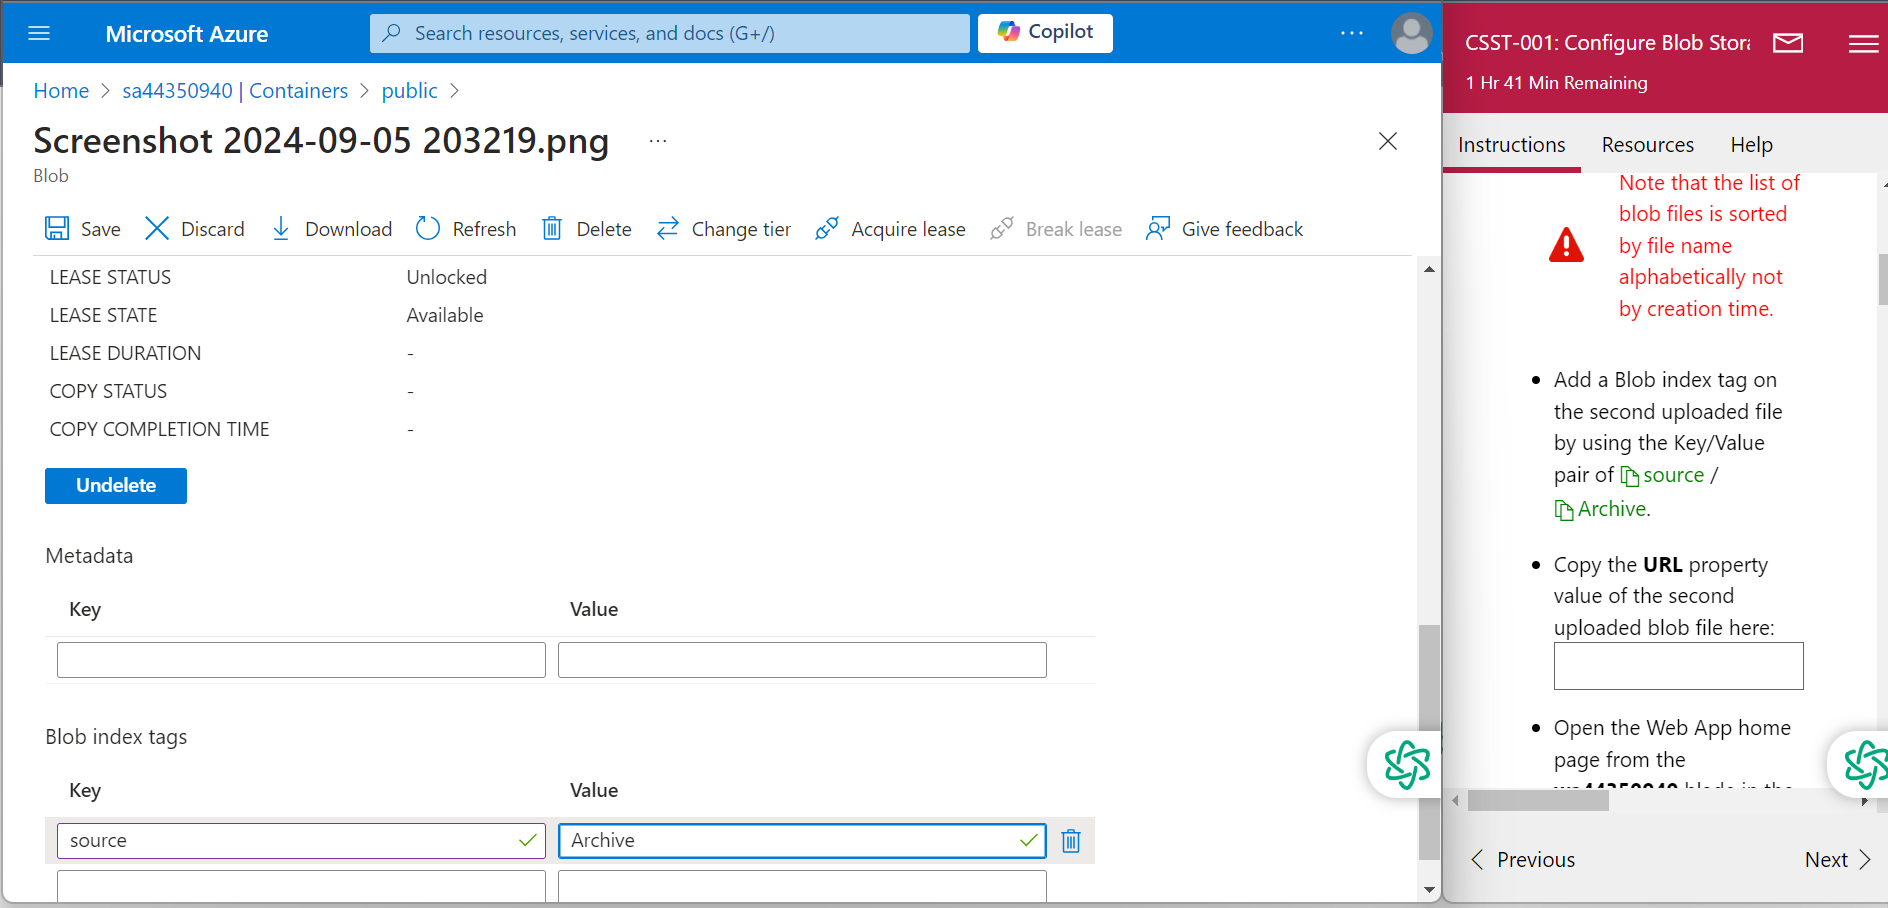 Microsoft Azure
Search resources, services, and docs (G+/)
Copilot
Home > sa44350940 | Containers > public >
Screenshot 2024-09-05 203219.png
Blob
Save
Discard
Download
Refresh
Delete
Change tier
Acquire lease
Break lease
Give feedback
LEASE STATUS Unlocked
LEASE STATE Available
LEASE DURATION -
COPY STATUS -
COPY COMPLETION TIME -
Undelete
Metadata
Key Value
Blob index tags
Key Value
source Archive
CSST-001: Configure Blob Stor
1 Hr 41 Min Remaining
Instructions Resources Help
Note that the list of
blob files is sorted
by file name
alphabetically not
by creation time.
• Add a Blob index tag on
the second uploaded file
by using the Key/Value
pair of source /
Archive.
• Copy the URL property
value of the second
uploaded blob file here:
• Open the Web App home
page from the
wa44350940 blade in the
Previous
Next